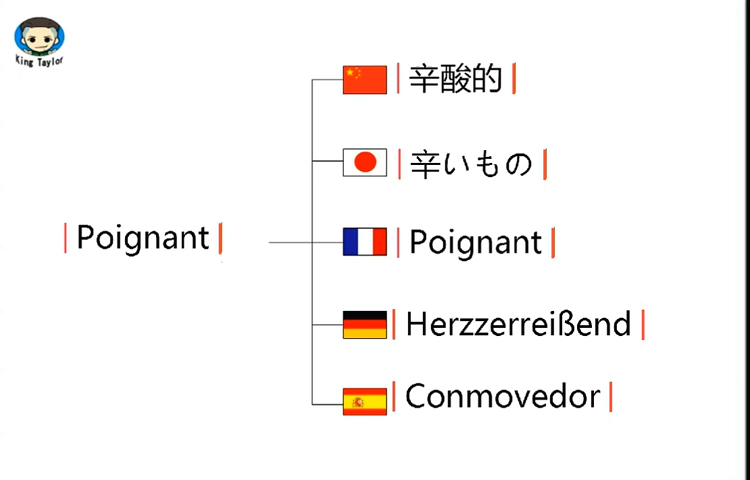 King Taylor
辛酸的
辛いもの
Poignant
Poignant
Herzzerreißend
Conmovedor